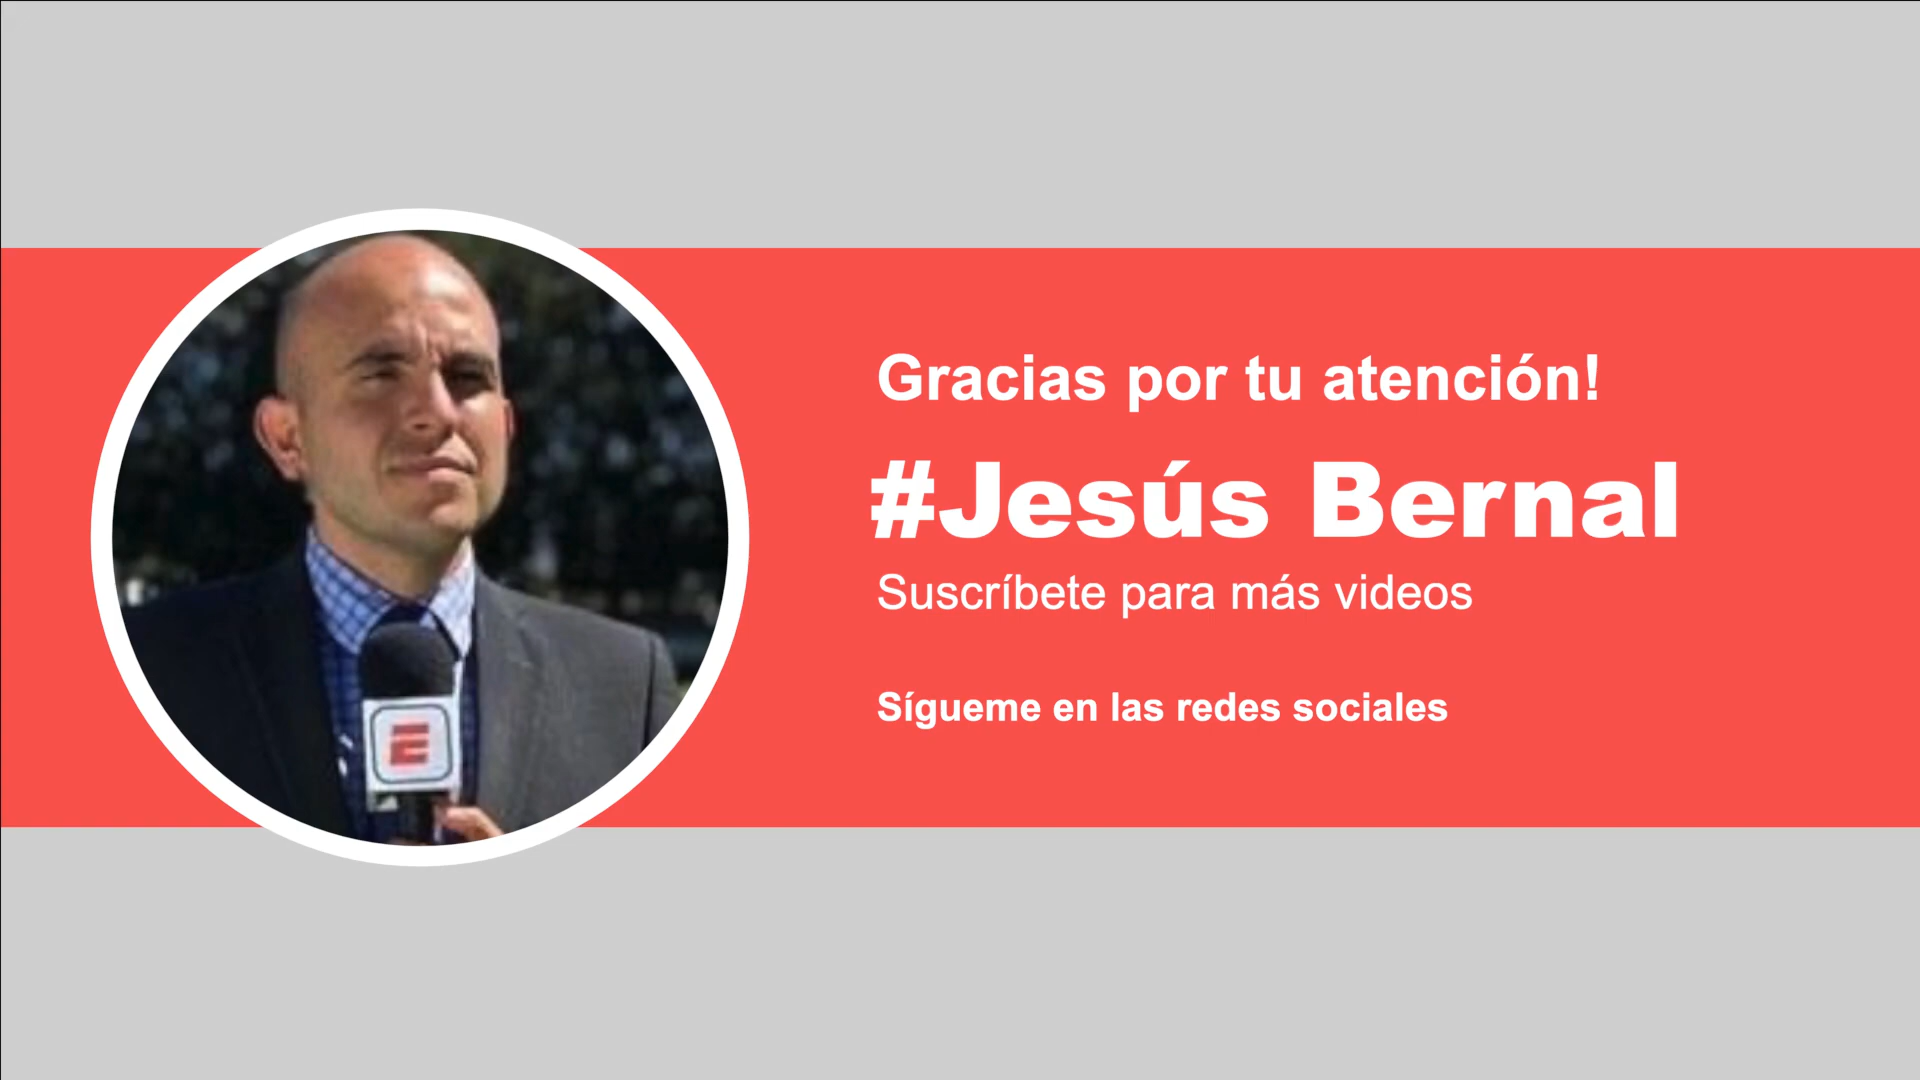 Gracias por tu atención!
#Jesús Bernal
Suscríbete para más videos
Sígueme en las redes sociales
E